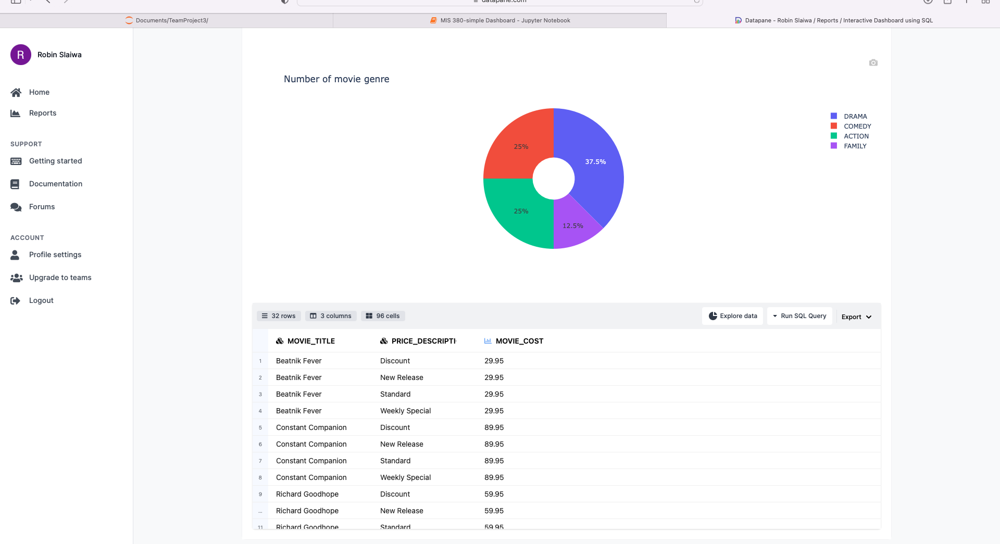 datapane.com
Documents/TeamProject3/
MIS 380-simple Dashboard - Jupyter Notebook
Datapane - Robin Slaiwa / Reports / Interactive Dashboard using SQL
R
Robin Slaiwa
Home
Reports
SUPPORT
Getting started
Documentation
Forums
ACCOUNT
Profile settings
Upgrade to teams
Logout
Number of movie genre
25%
37.5%
25%
12.5%
DRAMA
COMEDY
ACTION
FAMILY
32 rows
3 columns
96 cells
Explore data
Run SQL Query
Export
MOVIE_TITLE PRICE_DESCRIPTI MOVIE_COST
1 Beatnik Fever Discount 29.95
2 Beatnik Fever New Release 29.95
3 Beatnik Fever Standard 29.95
4 Beatnik Fever Weekly Special 29.95
5 Constant Companion Discount 89.95
6 Constant Companion New Release 89.95
7 Constant Companion Standard 89.95
8 Constant Companion Weekly Special 89.95
9 Richard Goodhope Discount 59.95
... Richard Goodhope New Release 59.95
11 Richard Goodhope Standard 59.95